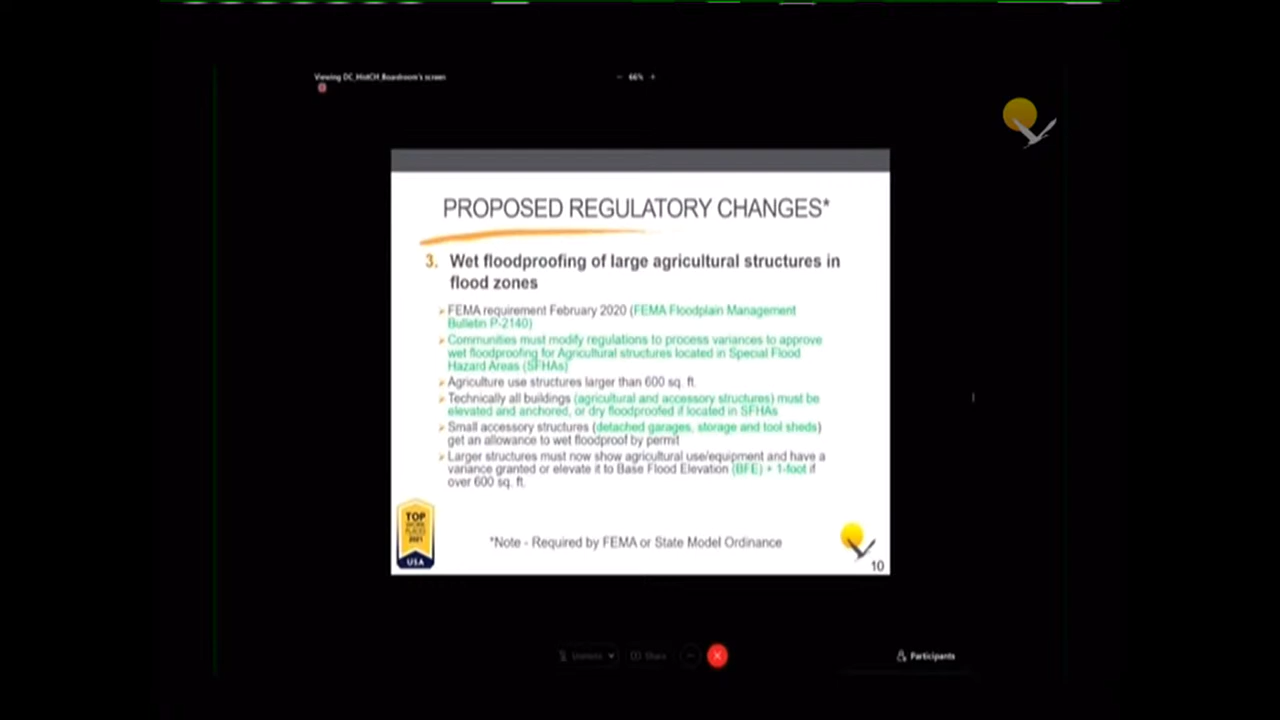 Viewing DC_HistCH_Boardroom's screen
— 66% +
PROPOSED REGULATORY CHANGES*
3. Wet floodproofing of large agricultural structures in
flood zones
FEMA requirement February 2020 (FEMA Floodplain Management
Bulletin P-2140)
Communities must modify regulations to process variances to approve
wet floodproofing for Agricultural structures located in Special Flood
Hazard Areas (SFHAs)
Agriculture use structures larger than 600 sq. ft.
Technically all buildings (agricultural and accessory structures) must be
elevated and anchored, or dry floodproofed if located in SFHAs
Small accessory structures (detached garages, storage and tool sheds)
get an allowance to wet floodproof by permit
Larger structures must now show agricultural use/equipment and have a
variance granted or elevate it to Base Flood Elevation (BFE) + 1-foot if
over 600 sq. ft.
TOP
WORK
PLACES
2021
USA
*Note - Required by FEMA or State Model Ordinance
10
Unmute
Share
Participants